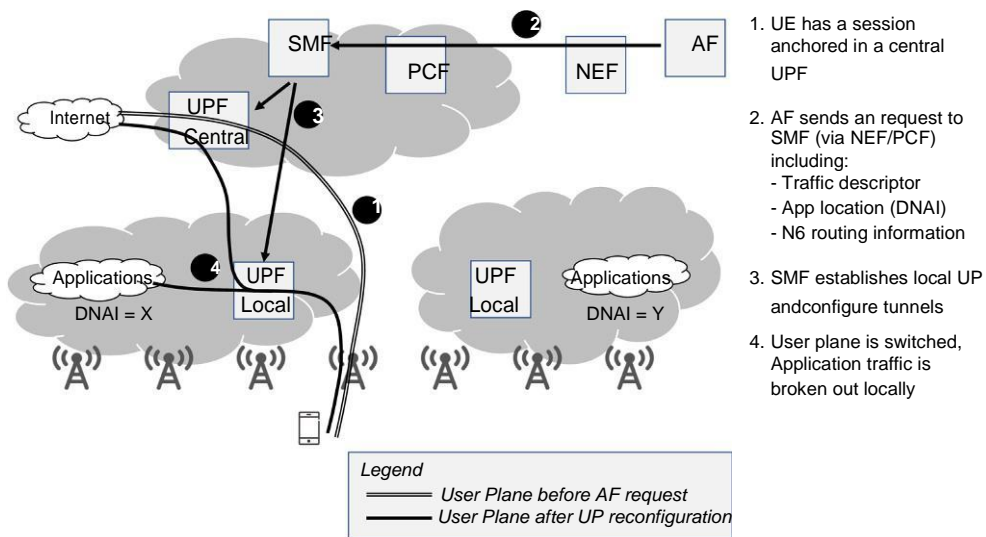 2
SMF
PCF
NEF
AF
UPF
Central
Internet
3
1
4
Applications
DNAI = X
UPF
Local
UPF
Local
Applications
DNAI = Y
Legend
User Plane before AF request
User Plane after UP reconfiguration
1. UE has a session
anchored in a central
UPF
2. AF sends an request to
SMF (via NEF/PCF)
including:
- Traffic descriptor
- App location (DNAI)
- N6 routing information
3. SMF establishes local UP
andconfigure tunnels
4. User plane is switched,
Application traffic is
broken out locally